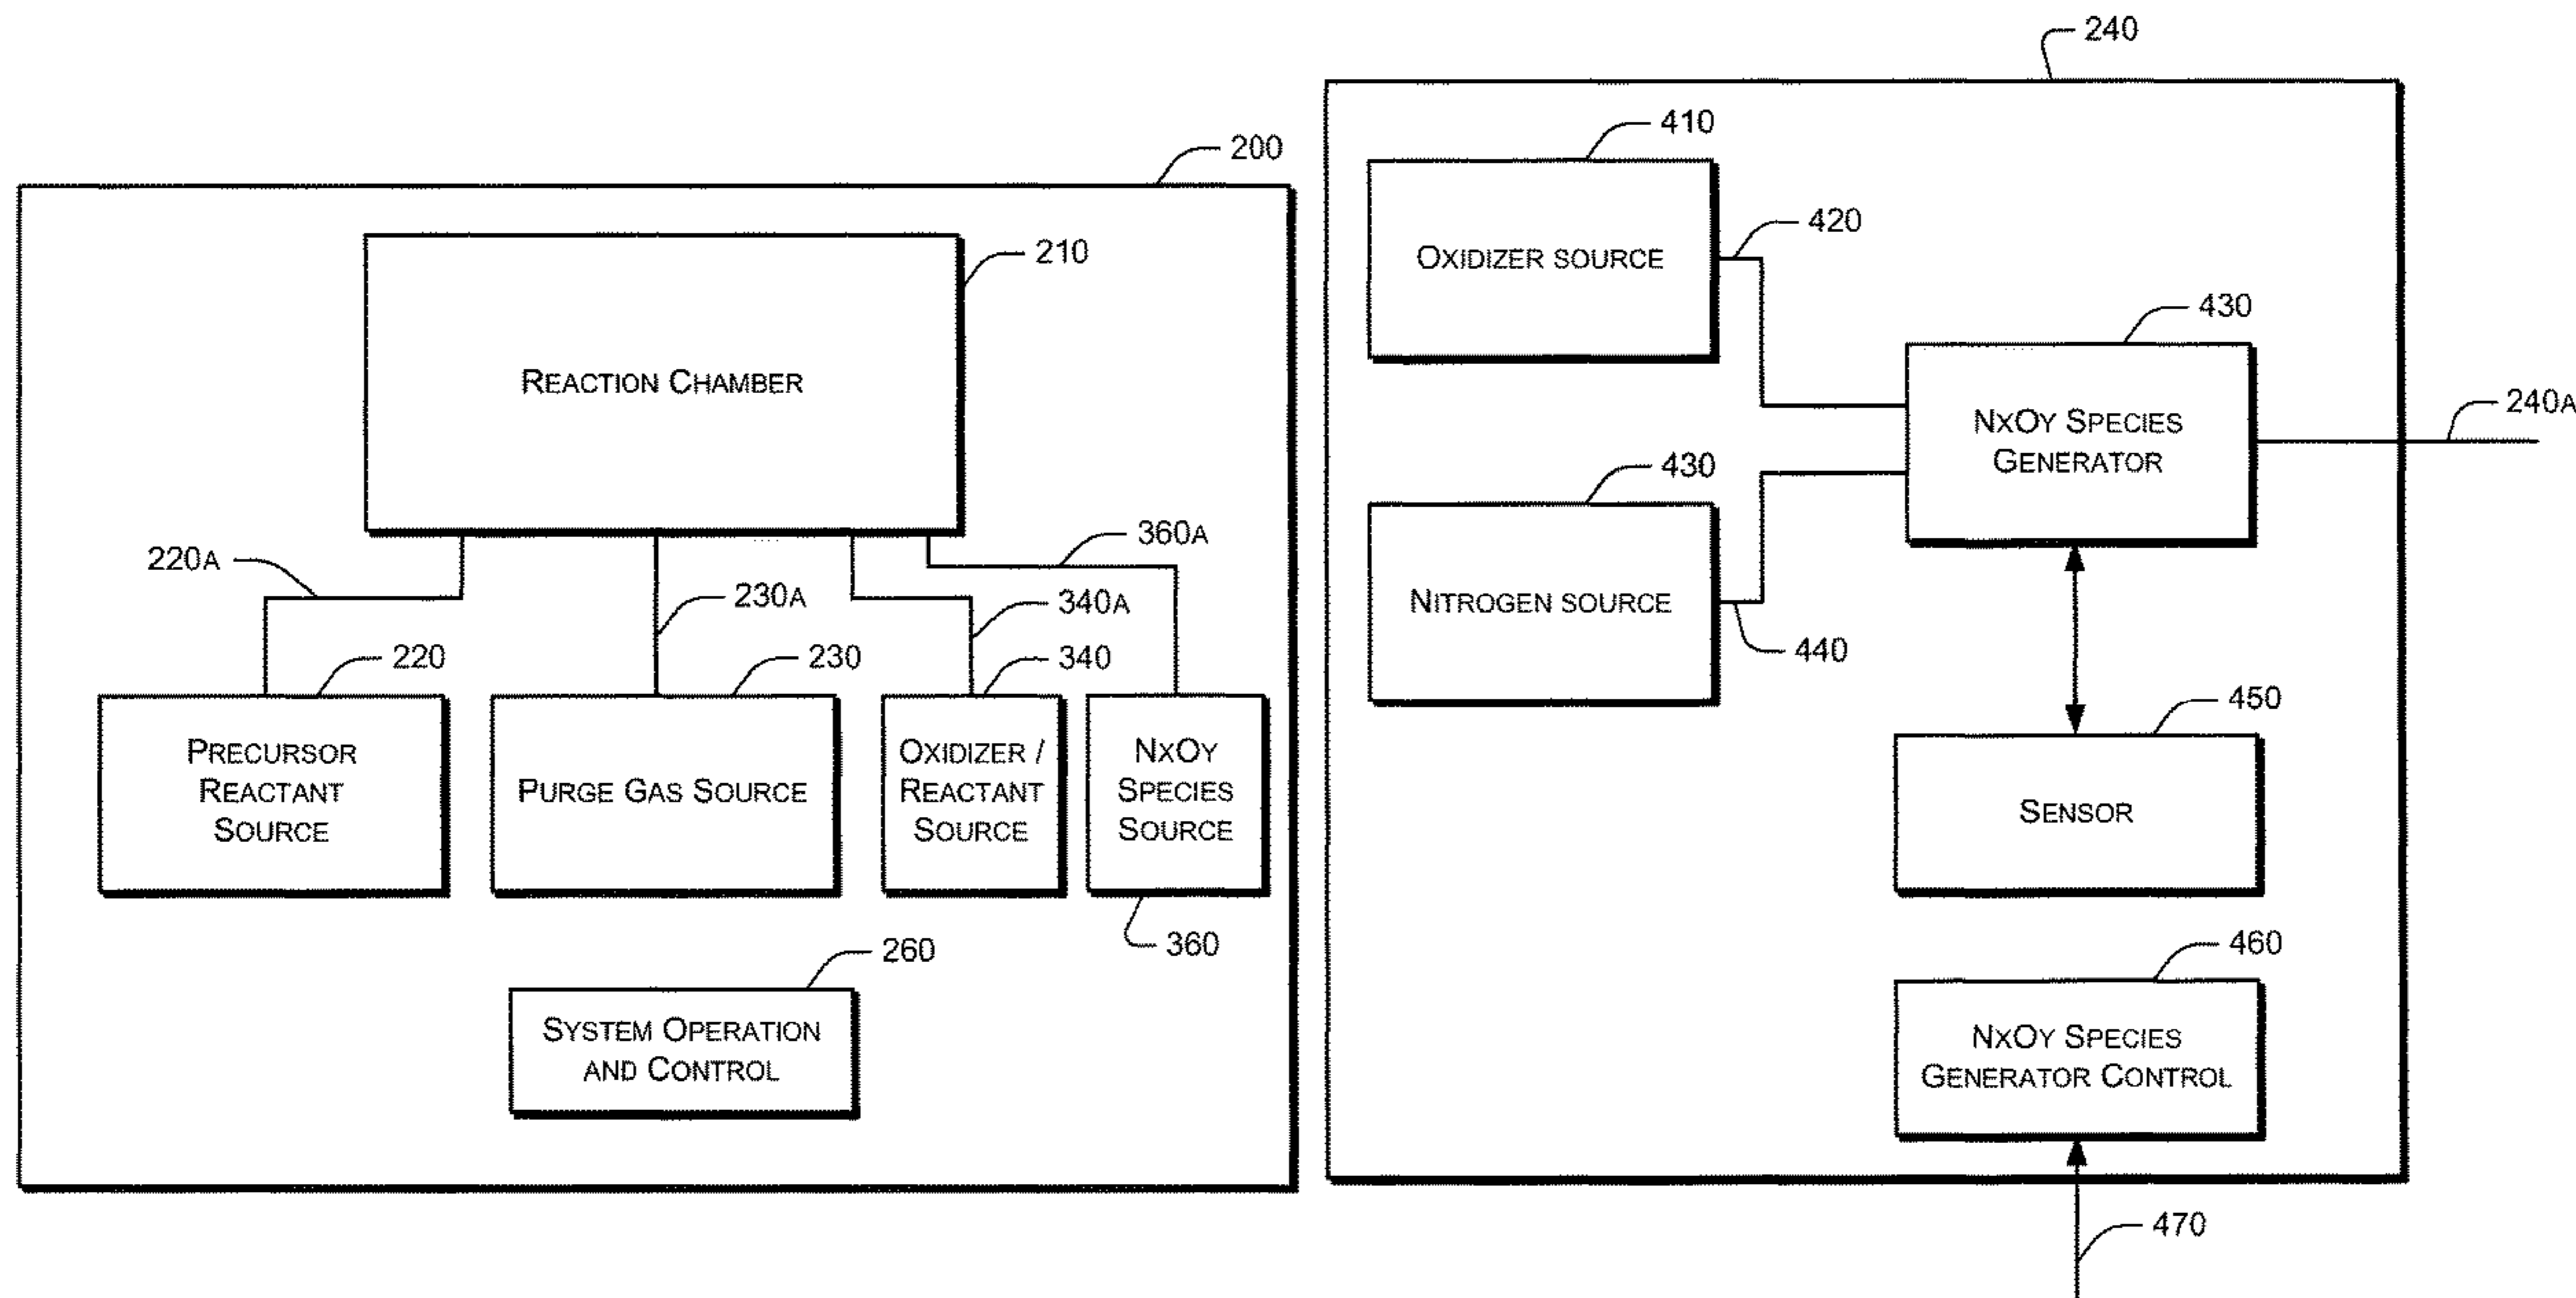 200
210
REACTION CHAMBER
220A
230A
340A
360A
220
230
340
PRECURSOR
REACTANT
SOURCE
PURGE GAS SOURCE
OXIDIZER /
REACTANT
SOURCE
NXOY
SPECIES
SOURCE
360
260
SYSTEM OPERATION
AND CONTROL
240
410
OXIDIZER SOURCE
420
430
NXOY SPECIES
GENERATOR
240A
430
NITROGEN SOURCE
440
450
SENSOR
460
NXOY SPECIES
GENERATOR CONTROL
470